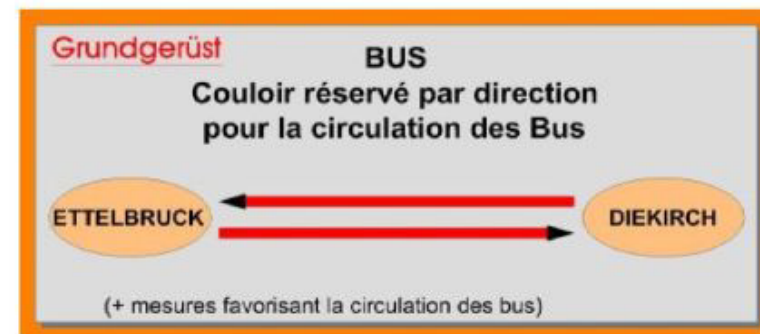 Grundgerüst
BUS
Couloir réservé par direction
pour la circulation des Bus
ETTELBRUCK
DIEKIRCH
(+ mesures favorisant la circulation des bus)